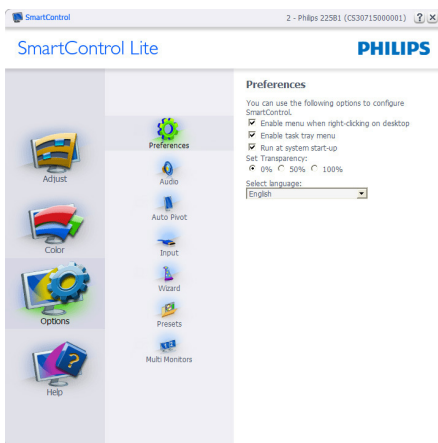 SmartControl
2 - Philips 225B1 (CS30715000001)
?
SmartControl Lite
PHILIPS
Adjust
Color
Options
Help
Preferences
Audio
Auto Pivot
Input
Wizard
Presets
Multi Monitors
Preferences
You can use the following options to configure
SmartControl.
Enable menu when right-clicking on desktop
Enable task tray menu
Run at system start-up
Set Transparency:
0% 50% 100%
Select language:
English